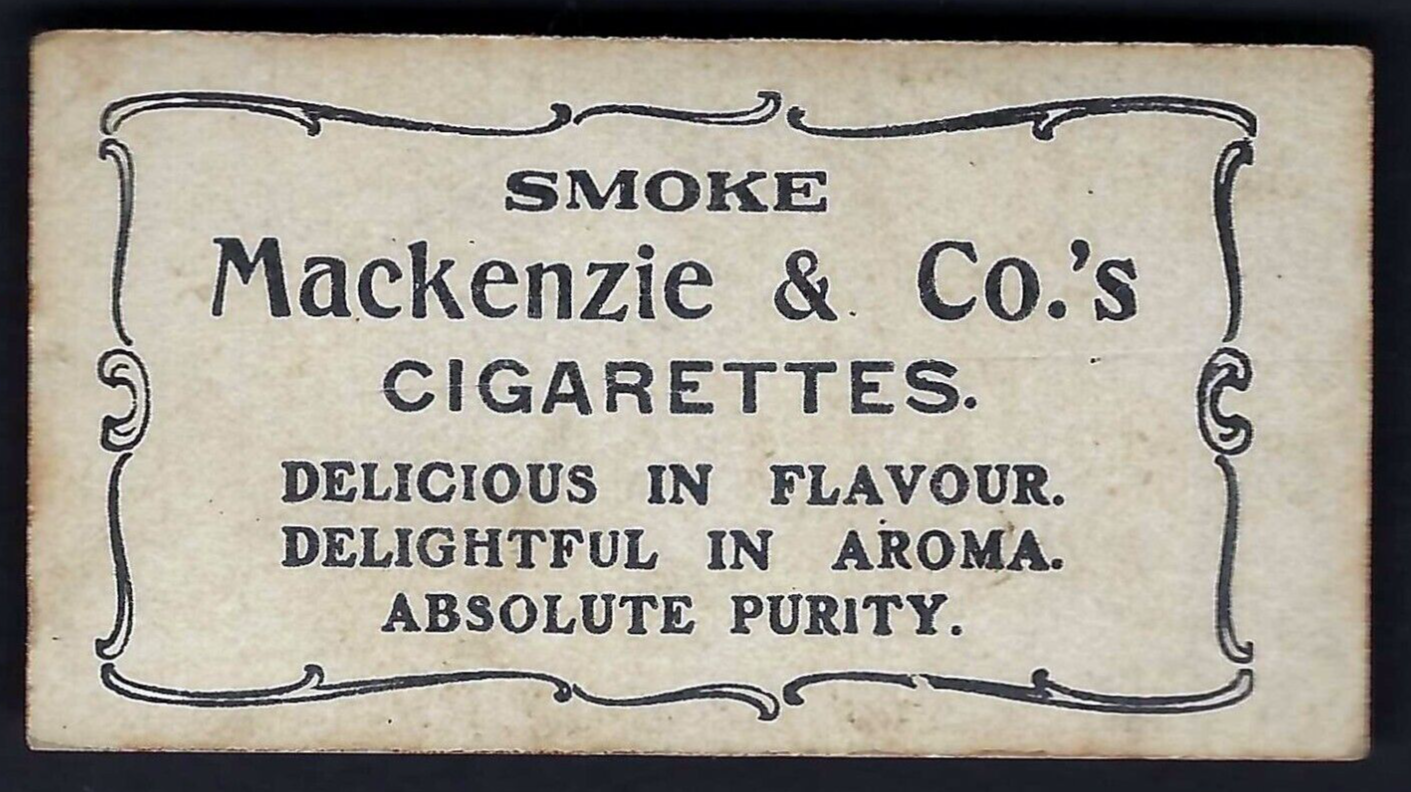 SMOKE
Mackenzie & Co.'s
CIGARETTES.
DELICIOUS IN FLAVOUR.
DELIGHTFUL IN AROMA.
ABSOLUTE PURITY.